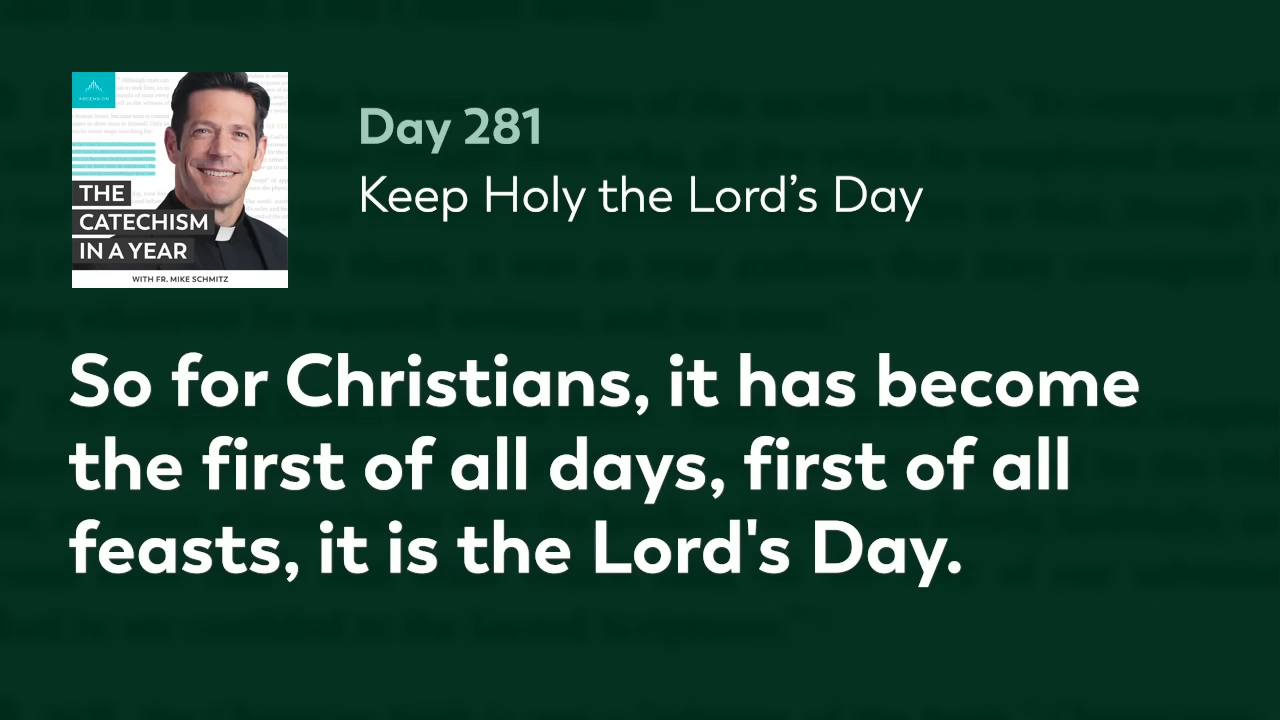 ASCENSION
THE
CATECHISM
IN A YEAR
WITH FR. MIKE SCHMITZ
Day 281
Keep Holy the Lord’s Day
So for Christians, it has become
the first of all days, first of all
feasts, it is the Lord's Day.